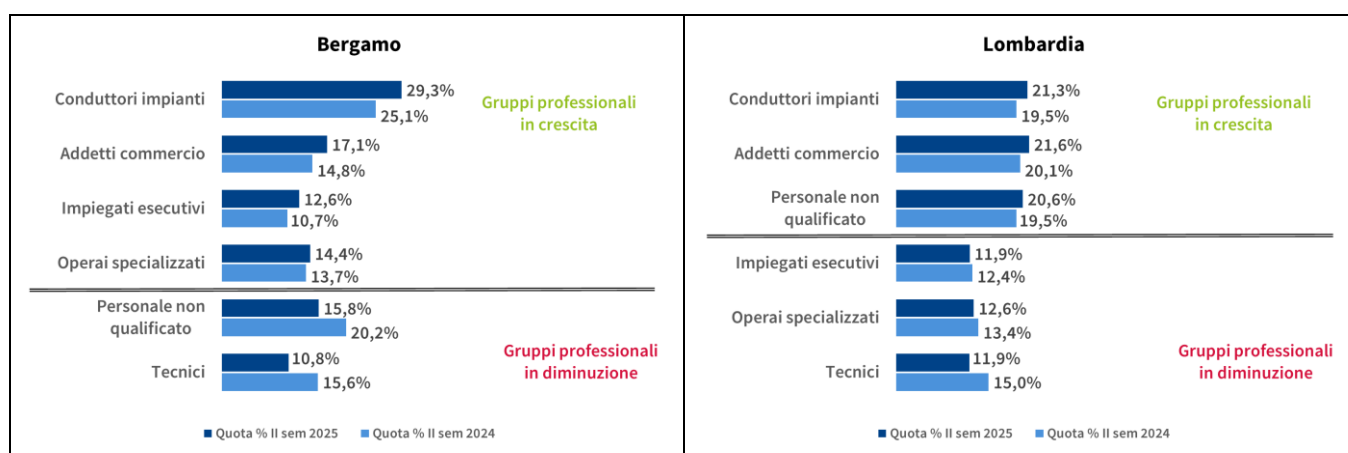 Bergamo
Conduttori impianti
29,3%
25,1%
Gruppi professionali
in crescita
Addetti commercio
17,1%
14,8%
Impiegati esecutivi
12,6%
10,7%
Operai specializzati
14,4%
13,7%
Personale non
qualificato
15,8%
20,2%
Tecnici
10,8%
15,6%
Gruppi professionali
in diminuzione
Quota % II sem 2025 Quota % II sem 2024
Lombardia
Conduttori impianti
21,3%
19,5%
Gruppi professionali
in crescita
Addetti commercio
21,6%
20,1%
Personale non
qualificato
20,6%
19,5%
Impiegati esecutivi
11,9%
12,4%
Operai specializzati
12,6%
13,4%
Tecnici
11,9%
15,0%
Gruppi professionali
in diminuzione
Quota % II sem 2025 Quota % II sem 2024